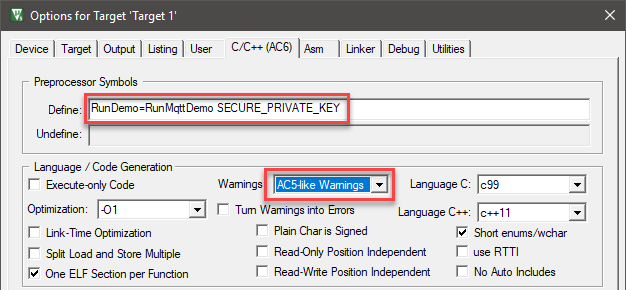 Options for Target 'Target 1'
Device Target Output Listing User C/C++ (AC6) Asm Linker Debug Utilities
Preprocessor Symbols
Define: RunDemo=RunMqttDemo SECURE_PRIVATE_KEY
Undefine:
Language / Code Generation
Execute-only Code Warnings AC5-like Warnings Language C: c99
Optimization: -O1 Turn Warnings into Errors Language C++: c++11
Link-Time Optimization Plain Char is Signed Short enums/wchar
Split Load and Store Multiple Read-Only Position Independent use RTTI
One ELF Section per Function Read-Write Position Independent No Auto Includes